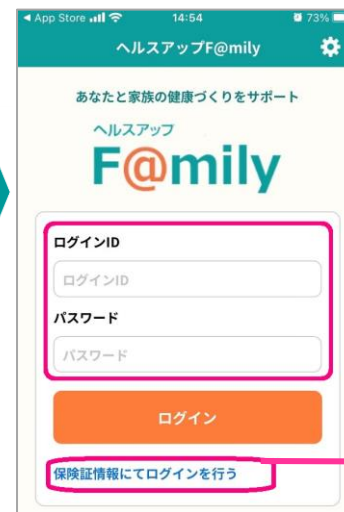 App Store 14:54 73%
ヘルスアップF@mily
あなたと家族の健康づくりをサポート
ヘルスアップ
F@mily
ログインID
ログインID
パスワード
パスワード
ログイン
保険証情報にてログインを行う